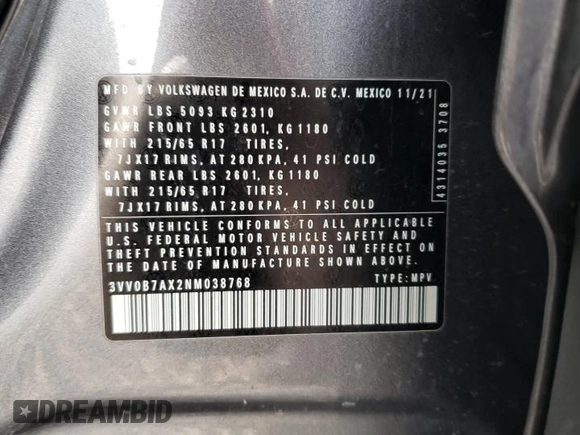 MFD BY VOLKSWAGEN DE MEXICO S.A. DE C.V. MEXICO 11/21
GVWR LBS 5093 KG 2310
GAWR FRONT LBS 2601, KG 1180
WITH 215/65 R17 TIRES,
7JX17 RIMS, AT 280 KPA, 41 PSI COLD
GAWR REAR LBS 2601, KG 1180
WITH 215/65 R17 TIRES,
7JX17 RIMS, AT 280 KPA, 41 PSI COLD
THIS VEHICLE CONFORMS TO ALL APPLICABLE
U.S. FEDERAL MOTOR VEHICLE SAFETY AND
THEFT PREVENTION STANDARDS IN EFFECT ON
THE DATE OF MANUFACTURE SHOWN ABOVE.
3VV0B7AX2NM038768 TYPE: MPV
4314035 3708
DREAMBID